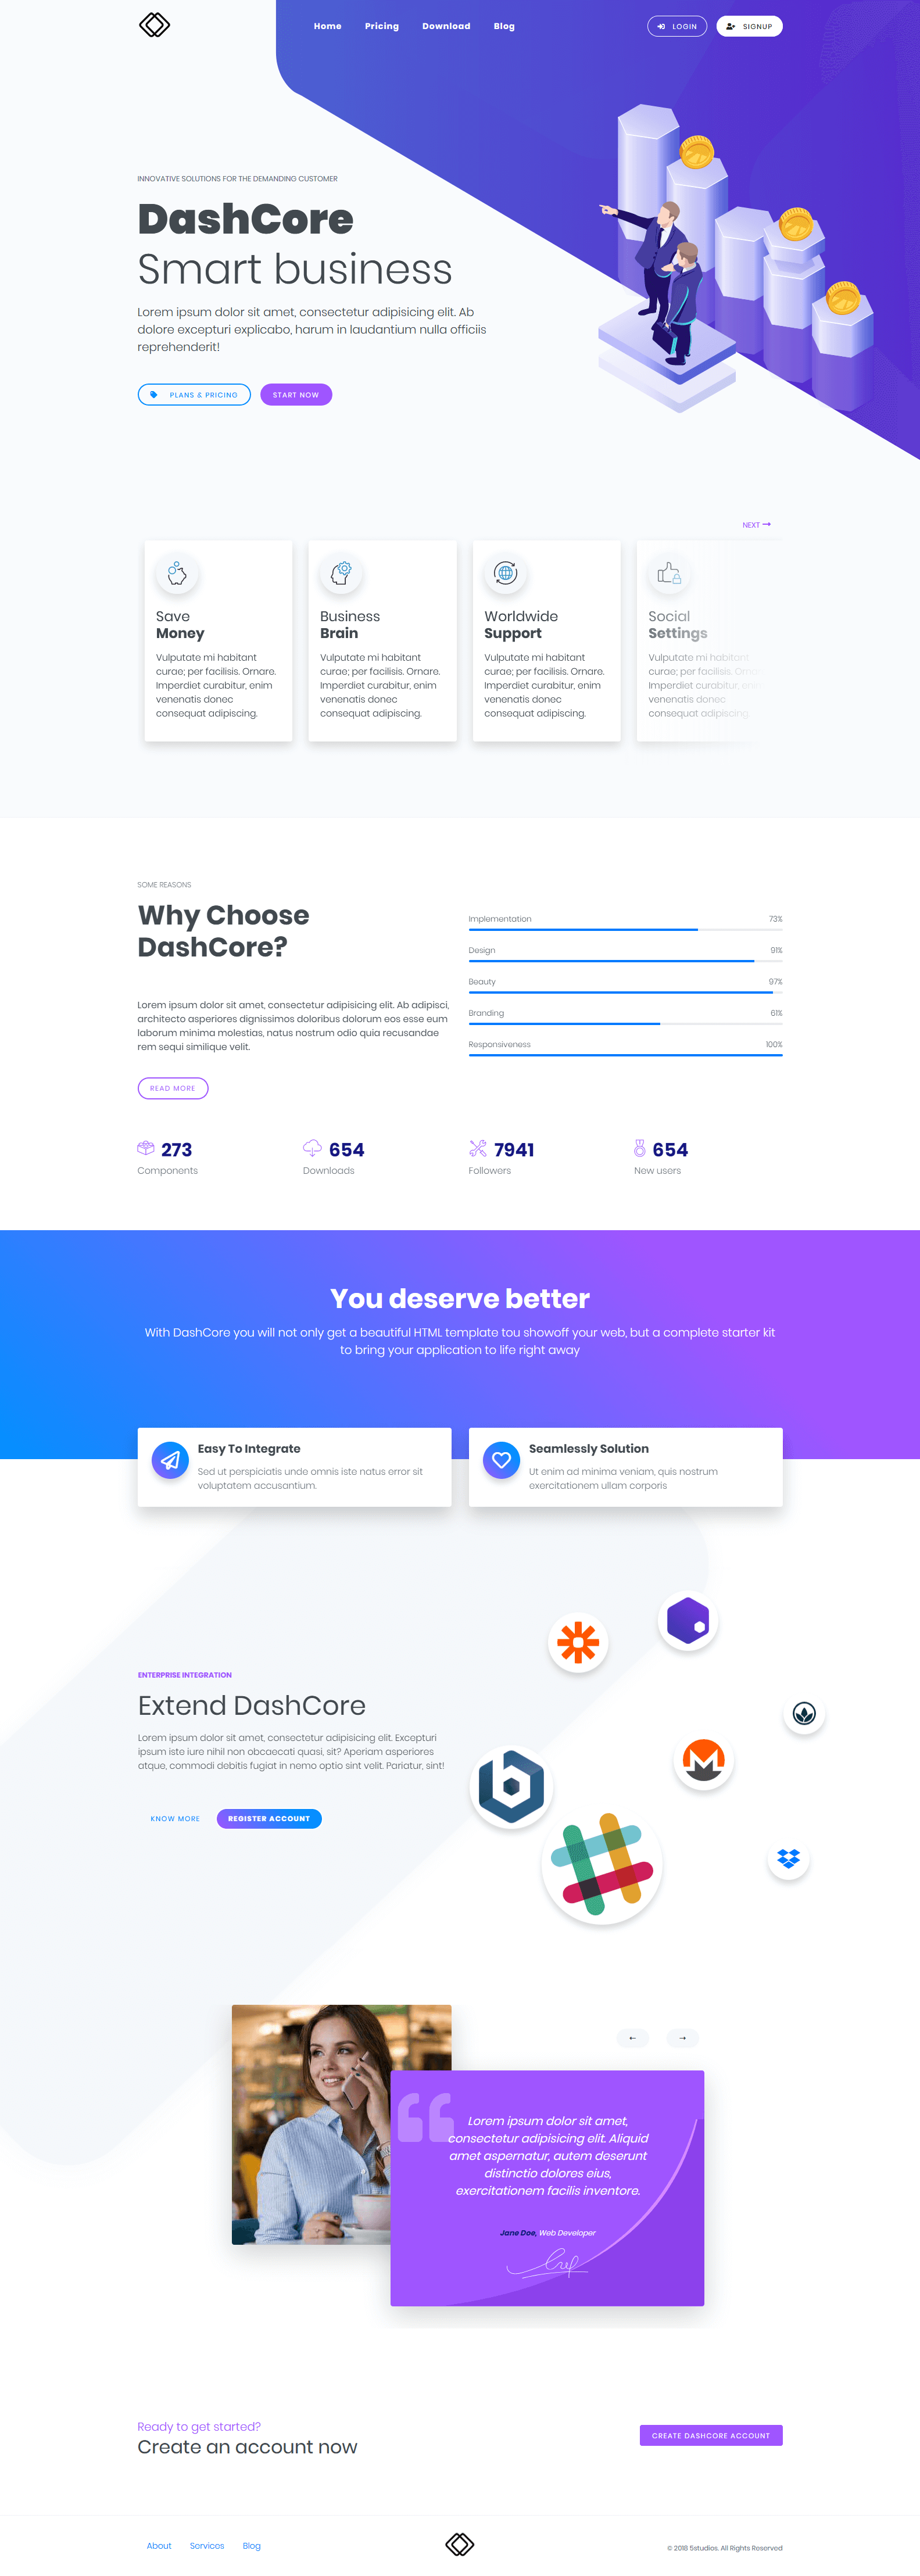 Home Pricing Download Blog LOGIN SIGNUP
INNOVATIVE SOLUTIONS FOR THE DEMANDING CUSTOMER
DashCore
Smart business
Lorem ipsum dolor sit amet, consectetur adipisicing elit. Ab
dolore excepturi explicabo, harum in laudantium nulla officiis
reprehenderit!
PLANS & PRICING START NOW
NEXT
Save
Money
Vulputate mi habitant
curae; per facilisis. Ornare.
Imperdiet curabitur, enim
venenatis donec
consequat adipiscing.
Business
Brain
Vulputate mi habitant
curae; per facilisis. Ornare.
Imperdiet curabitur, enim
venenatis donec
consequat adipiscing.
Worldwide
Support
Vulputate mi habitant
curae; per facilisis. Ornare.
Imperdiet curabitur, enim
venenatis donec
consequat adipiscing.
Social
Settings
Vulputate mi habitant
curae; per facilisis.
Imperdiet curabitur,
venenatis donec
consequat adipiscing
SOME REASONS
Why Choose
DashCore?
Lorem ipsum dolor sit amet, consectetur adipisicing elit. Ab adipisci,
architecto asperiores dignissimos doloribus dolorum eos esse eum
laborum minima molestias, natus nostrum odio quia recusandae
rem sequi similique velit.
READ MORE
Implementation 73%
Design 91%
Beauty 97%
Branding 61%
Responsiveness 100%
273
Components
654
Downloads
7941
Followers
654
New users
You deserve better
With DashCore you will not only get a beautiful HTML template tou showoff your web, but a complete starter kit
to bring your application to life right away
Easy To Integrate
Sed ut perspiciatis unde omnis iste natus error sit
voluptatem accusantium.
Seamlessly Solution
Ut enim ad minima veniam, quis nostrum
exercitationem ullam corporis
ENTERPRISE INTEGRATION
Extend DashCore
Lorem ipsum dolor sit amet, consectetur adipisicing elit. Excepturi
ipsum iste iure nihil non obcaecati quasi, sit? Aperiam asperiores
atque, commodi debitis fugiat in nemo optio sint velit. Pariatur, sint!
KNOW MORE REGISTER ACCOUNT
Lorem ipsum dolor sit amet,
consectetur adipisicing elit. Aliquid
amet aspernatur, autem deserunt
distinctio dolores eius,
exercitationem facilis inventore.
Jane Doe, Web Developer
Ready to get started?
Create an account now
CREATE DASHCORE ACCOUNT
About Services Blog
© 2018 5studios. All Rights Reserved